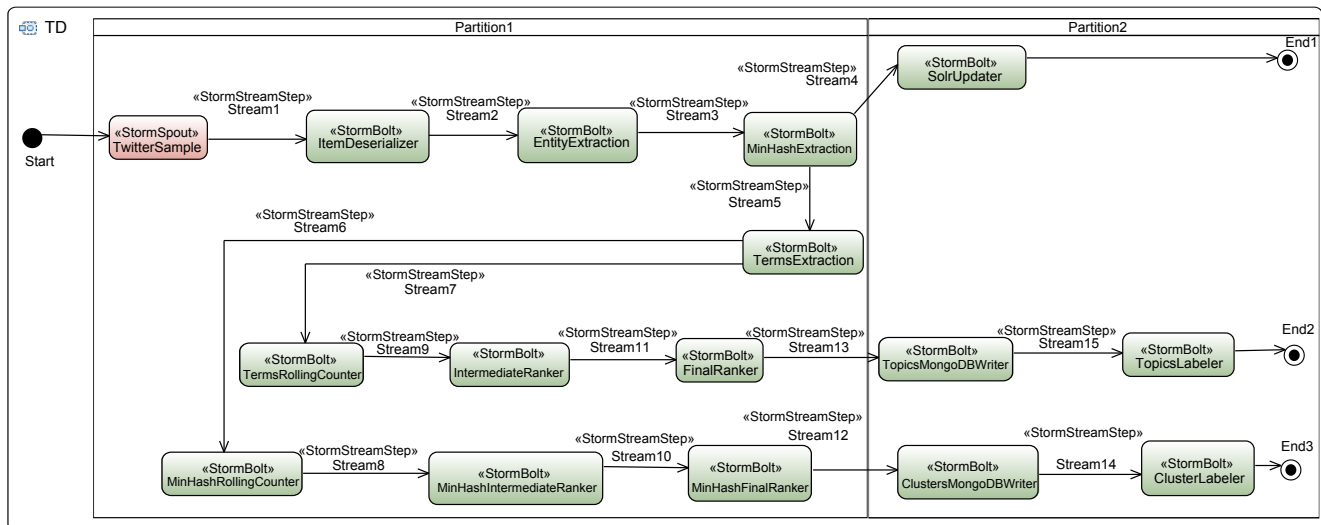 TD
Partition1
Partition2
End1
«StormStreamStep»
Stream4
«StormBolt»
SolrUpdater
«StormStreamStep»
Stream1
«StormStreamStep»
Stream2
«StormStreamStep»
Stream3
Start
«StormSpout»
TwitterSample
«StormBolt»
ItemDeserializer
«StormBolt»
EntityExtraction
«StormBolt»
MinHashExtraction
«StormStreamStep»
Stream5
«StormStreamStep»
Stream6
«StormBolt»
TermsExtraction
«StormStreamStep»
Stream7
«StormStreamStep»
Stream9
«StormStreamStep»
Stream11
«StormStreamStep»
Stream13
«StormStreamStep»
Stream15
End2
«StormBolt»
TermsRollingCounter
«StormBolt»
IntermediateRanker
«StormBolt»
FinalRanker
«StormBolt»
TopicsMongoDBWriter
«StormBolt»
TopicsLabeler
«StormStreamStep»
Stream8
«StormStreamStep»
Stream10
«StormStreamStep»
Stream12
«StormStreamStep»
Stream14
End3
«StormBolt»
MinHashRollingCounter
«StormBolt»
MinHashIntermediateRanker
«StormBolt»
MinHashFinalRanker
«StormBolt»
ClustersMongoDBWriter
«StormBolt»
ClusterLabeler